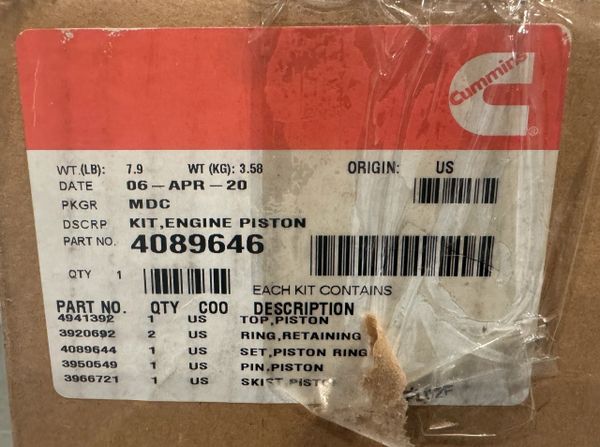 Cummins
®
WT.(LB): 7.9 WT (KG): 3.58 ORIGIN: US
DATE 06-APR-20
PKGR MDC
DSCRP KIT,ENGINE PISTON
PART NO. 4089646
QTY 1
EACH KIT CONTAINS
PART NO. QTY COO DESCRIPTION
4941392 1 US TOP,PISTON
3920692 2 US RING,RETAINING
4089644 1 US SET,PISTON RING
3950549 1 US PIN,PISTON
3966721 1 US